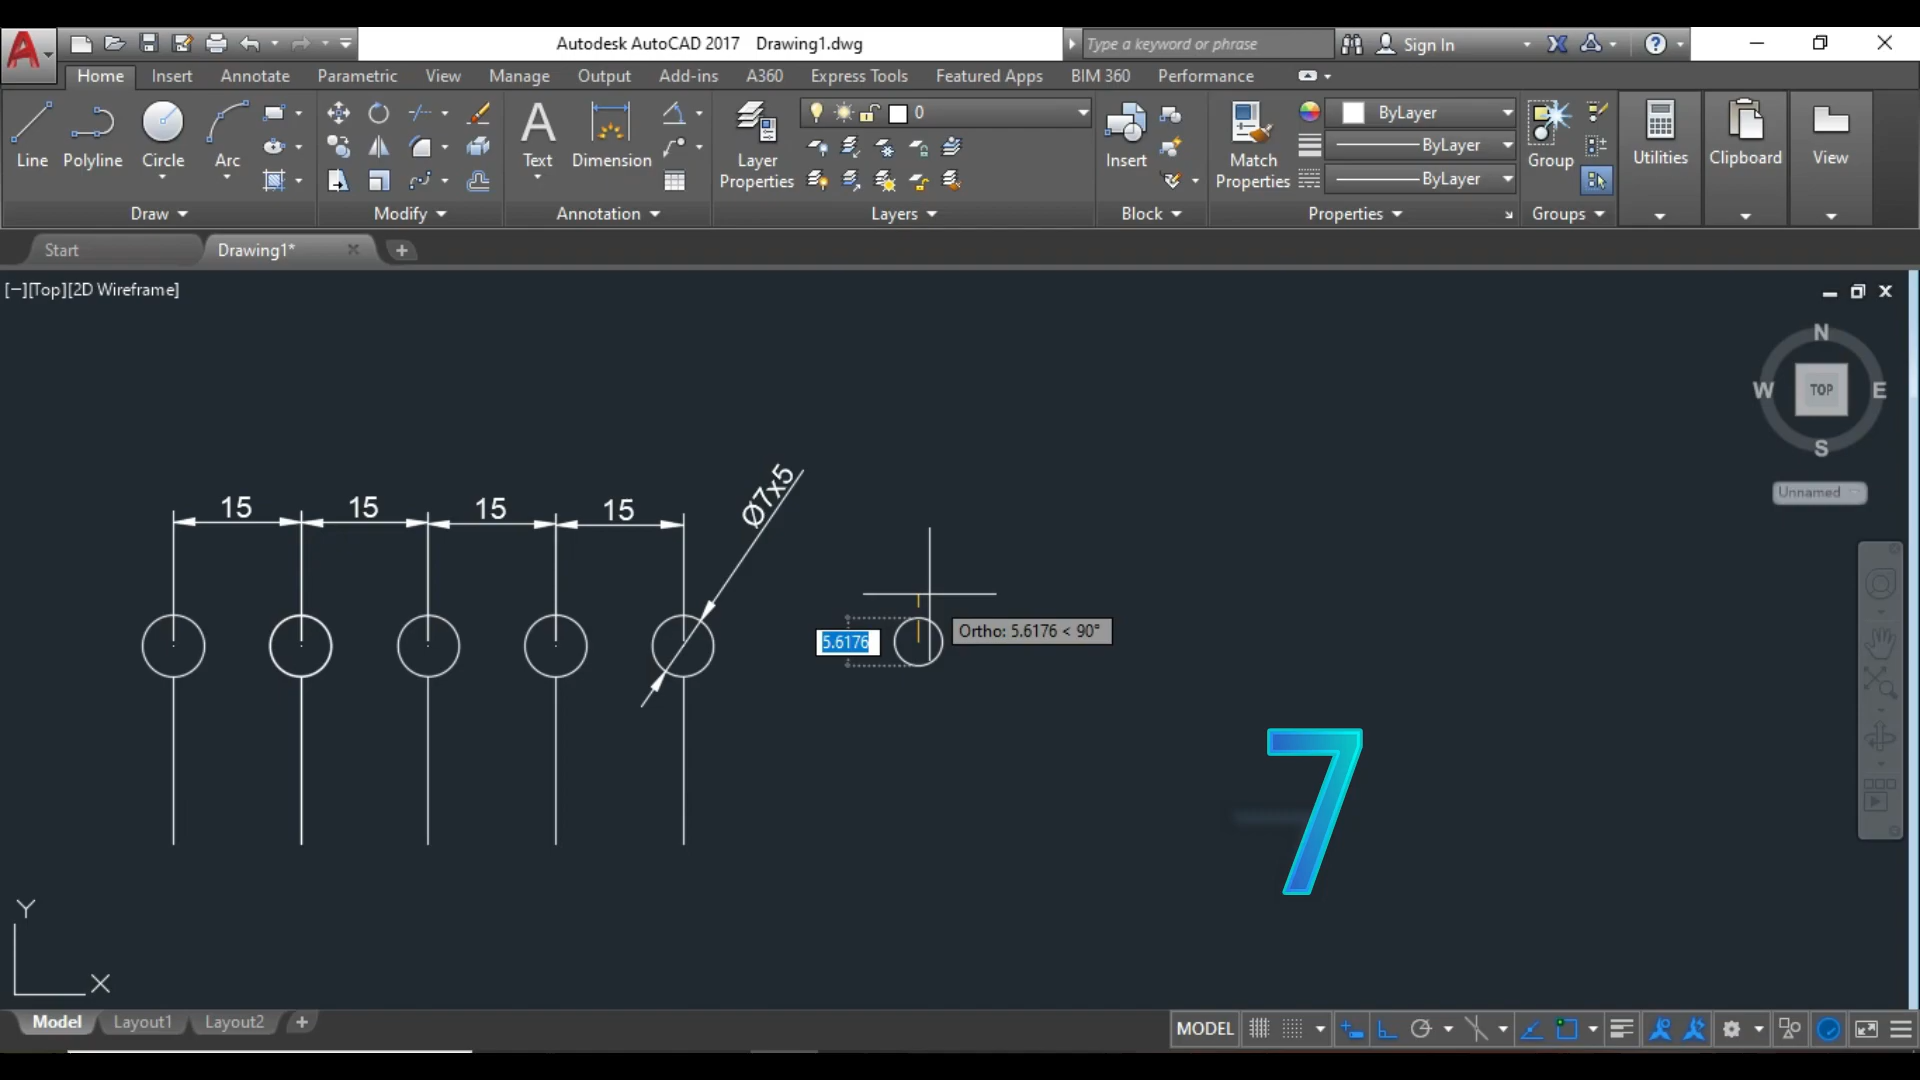 Autodesk AutoCAD 2017 Drawing1.dwg
Type a keyword or phrase
Sign In
Home Insert Annotate Parametric View Manage Output Add-ins A360 Express Tools Featured Apps BIM 360 Performance
Line Polyline Circle Arc
Text Dimension
Layer Properties
0
Insert
Match Properties
ByLayer
ByLayer
ByLayer
Group
Utilities
Clipboard
View
Draw Modify Annotation Layers Block Properties Groups
Start Drawing1*
[−][Top][2D Wireframe]
N
W TOP E
S
Unnamed
15 15 15 15
Ø7x5
5.6176
Ortho: 5.6176 < 90°
7
Y
X
Model Layout1 Layout2
MODEL